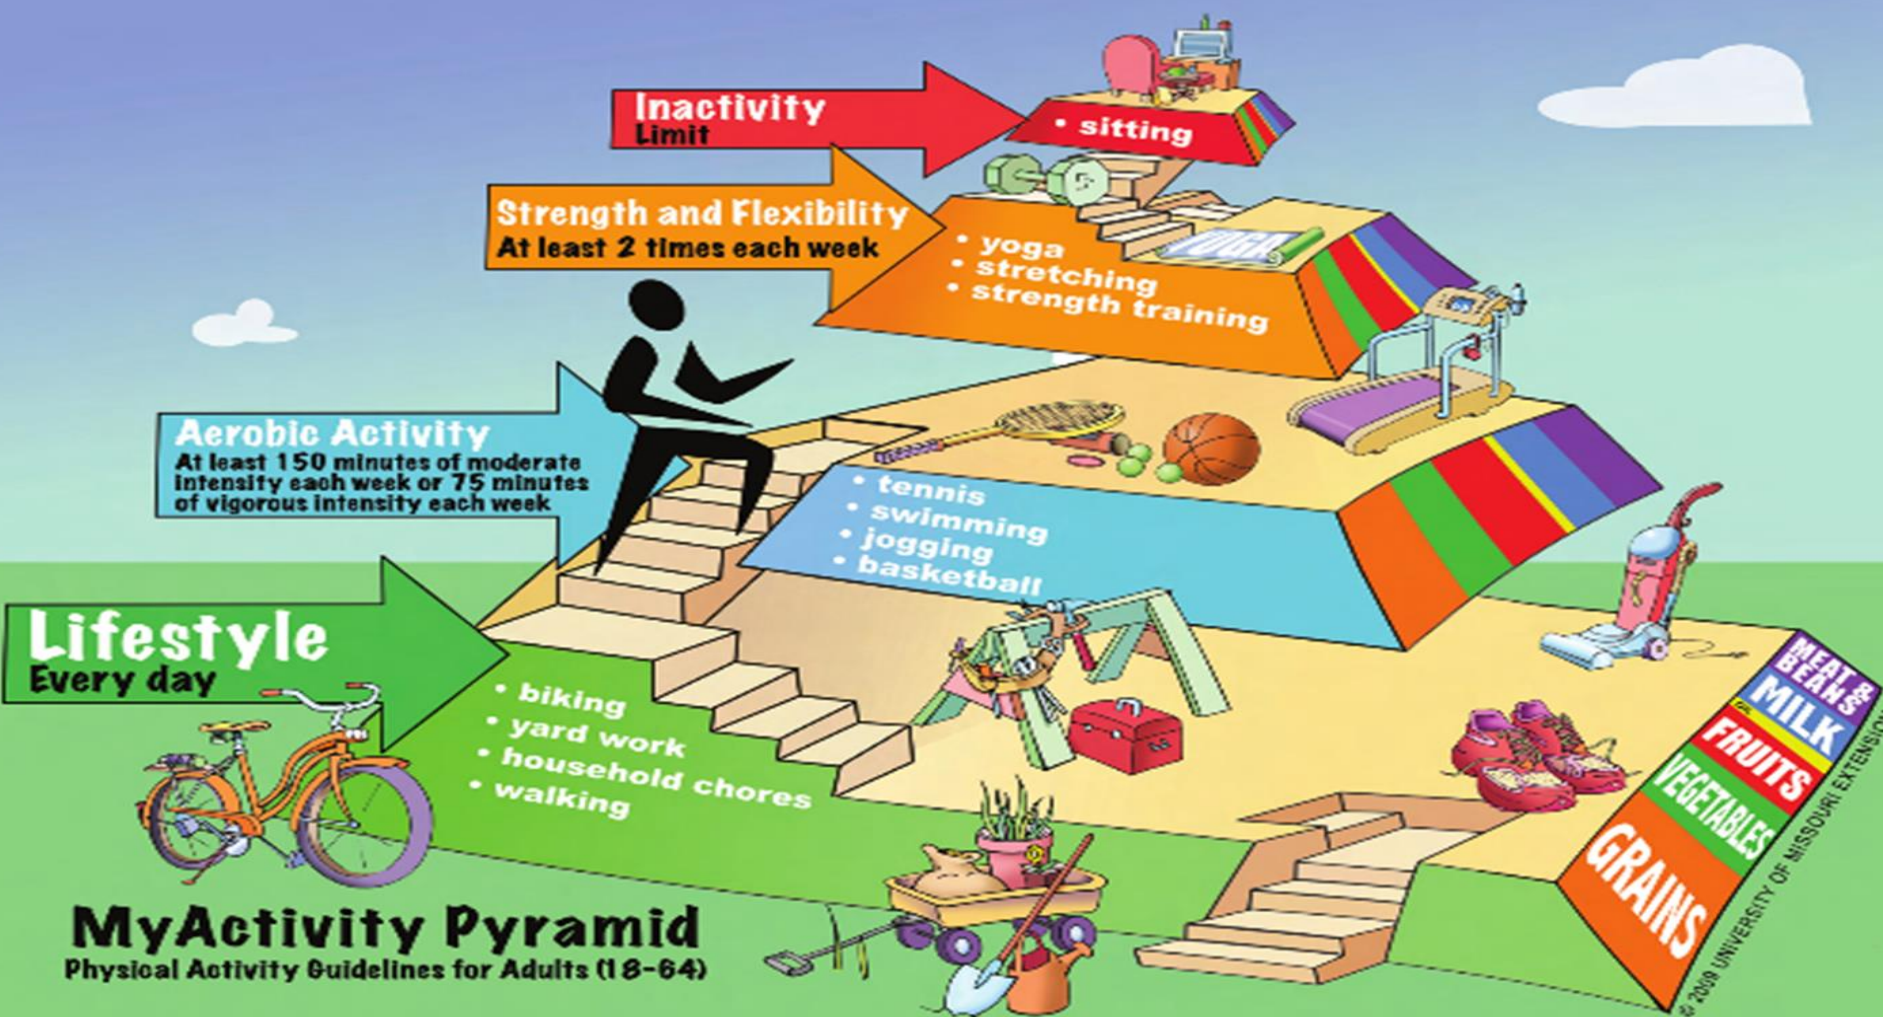 Inactivity
Limit
• sitting
Strength and Flexibility
At least 2 times each week
• yoga
• stretching
• strength training
5
YOGA
Aerobic Activity
At least 150 minutes of moderate
intensity each week or 75 minutes
of vigorous intensity each week
• tennis
• swimming
• jogging
• basketball
Lifestyle
Every day
• biking
• yard work
• household chores
• walking
MEAT &
BEANS
MILK
FRUITS
VEGETABLES
GRAINS
MyActivity Pyramid
Physical Activity Guidelines for Adults (18-64)
© 2009 UNIVERSITY OF MISSOURI EXTENSION